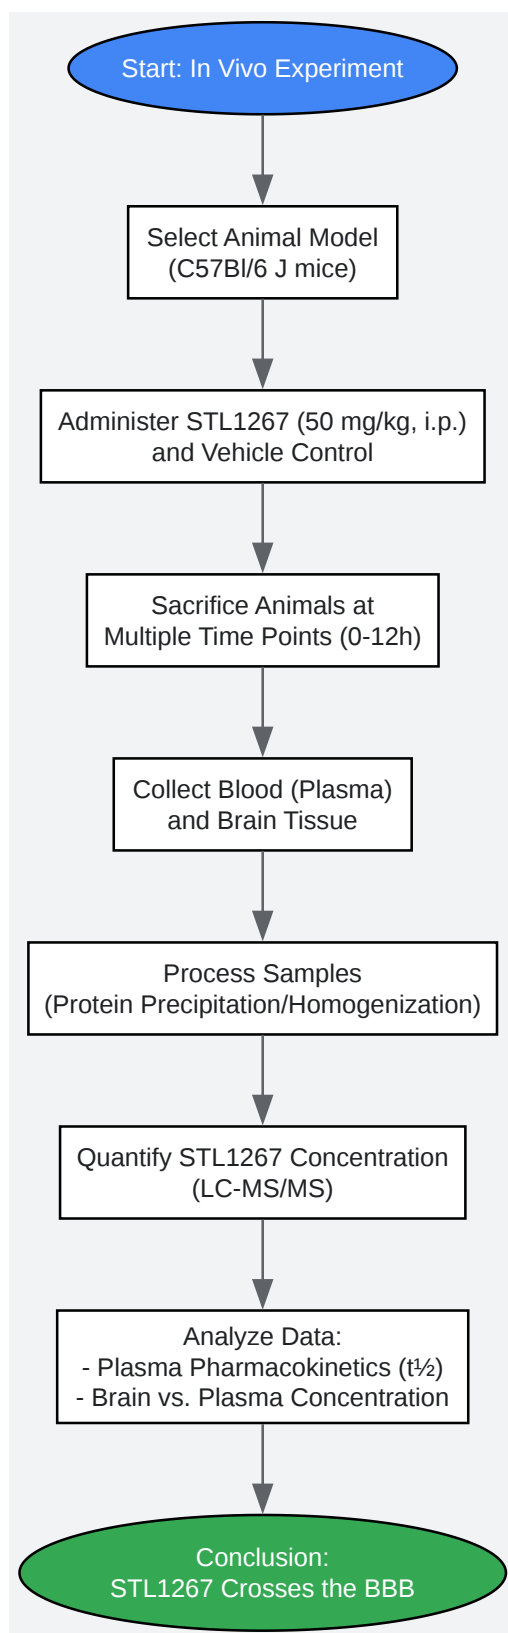 Start: In Vivo Experiment
Select Animal Model
(C57Bl/6 J mice)
Administer STL1267 (50 mg/kg, i.p.)
and Vehicle Control
Sacrifice Animals at
Multiple Time Points (0-12h)
Collect Blood (Plasma)
and Brain Tissue
Process Samples
(Protein Precipitation/Homogenization)
Quantify STL1267 Concentration
(LC-MS/MS)
Analyze Data:
- Plasma Pharmacokinetics (t½)
- Brain vs. Plasma Concentration
Conclusion:
STL1267 Crosses the BBB